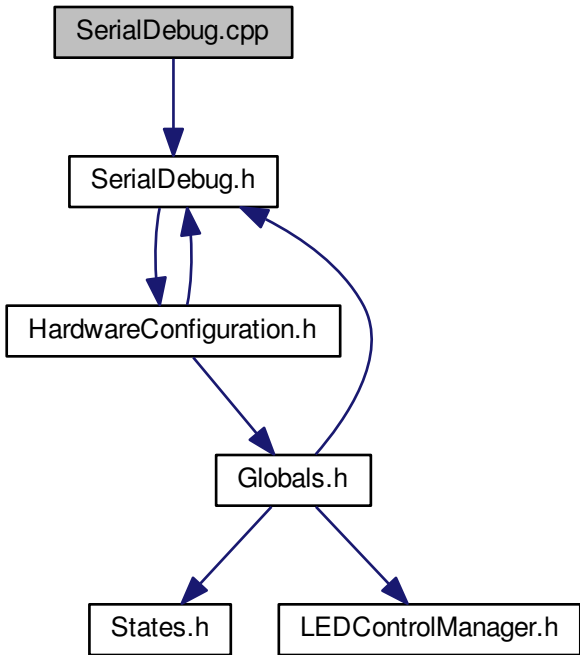 SerialDebug.cpp
SerialDebug.h
HardwareConfiguration.h
Globals.h
States.h
LEDControlManager.h